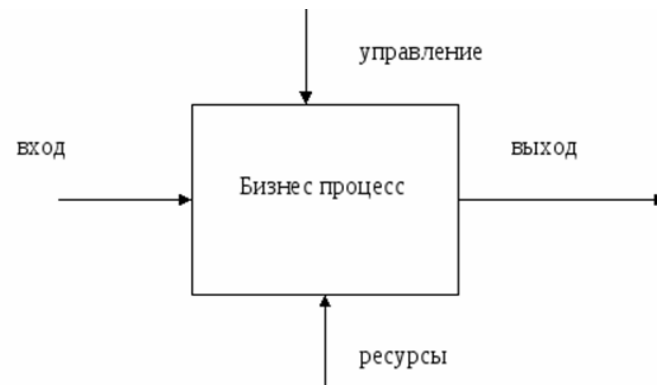 управление
вход
выход
Бизнес процесс
ресурсы